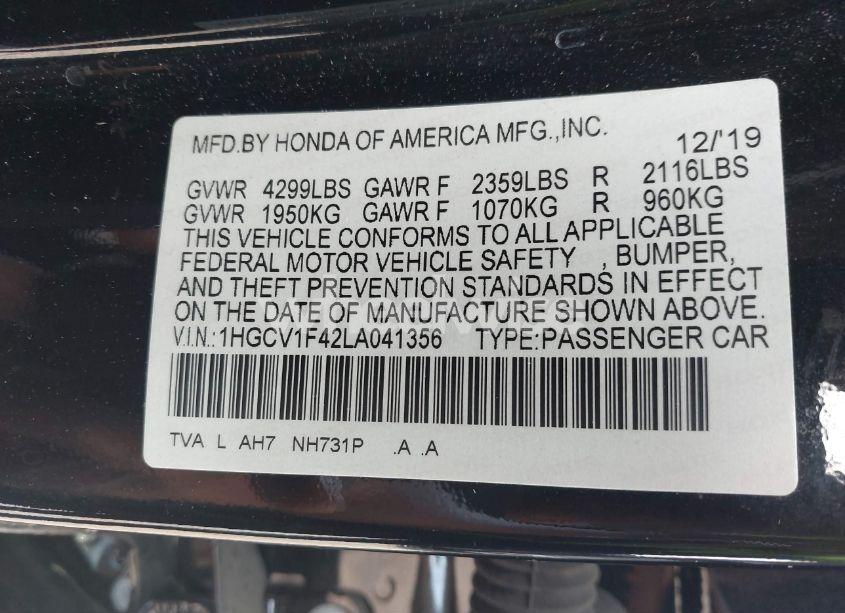 MFD.BY HONDA OF AMERICA MFG.,INC. 12/'19
GVWR 4299LBS GAWR F 2359LBS R 2116LBS
GVWR 1950KG GAWR F 1070KG R 960KG
THIS VEHICLE CONFORMS TO ALL APPLICABLE
FEDERAL MOTOR VEHICLE SAFETY , BUMPER,
AND THEFT PREVENTION STANDARDS IN EFFECT
ON THE DATE OF MANUFACTURE SHOWN ABOVE.
V.I.N.:1HGCV1F42LA041356 TYPE:PASSENGER CAR
TVA L AH7 NH731P .A .A